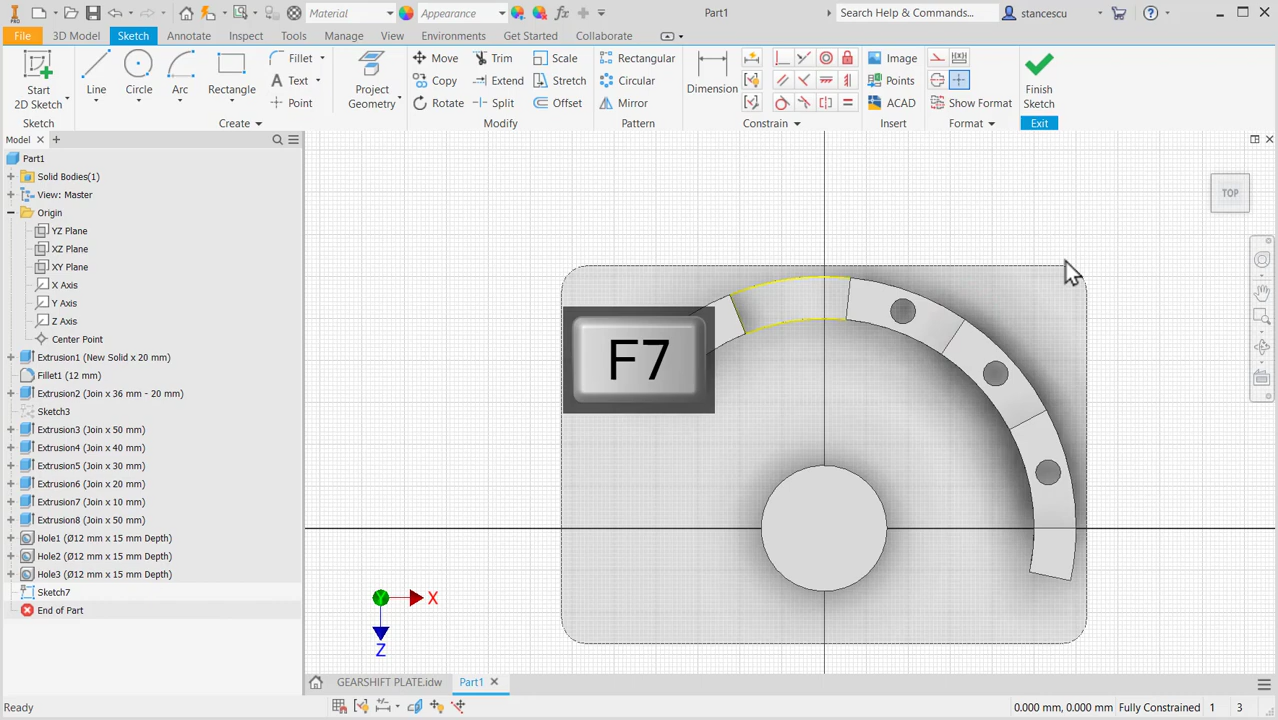 PRO
Material
Appearance
Part1
Search Help & Commands...
stancescu
File
3D Model
Sketch
Annotate
Inspect
Tools
Manage
View
Environments
Get Started
Collaborate
Start
2D Sketch
Line
Circle
Arc
Rectangle
Fillet
Text
Point
Project
Geometry
Move
Trim
Scale
Copy
Extend
Stretch
Rotate
Split
Offset
Rectangular
Circular
Mirror
Dimension
Image
Points
ACAD
Show Format
Finish
Sketch
Sketch
Create
Modify
Pattern
Constrain
Insert
Format
Exit
Model
Part1
Solid Bodies(1)
View: Master
Origin
YZ Plane
XZ Plane
XY Plane
X Axis
Y Axis
Z Axis
Center Point
Extrusion1 (New Solid x 20 mm)
Fillet1 (12 mm)
Extrusion2 (Join x 36 mm - 20 mm)
Sketch3
Extrusion3 (Join x 50 mm)
Extrusion4 (Join x 40 mm)
Extrusion5 (Join x 30 mm)
Extrusion6 (Join x 20 mm)
Extrusion7 (Join x 10 mm)
Extrusion8 (Join x 50 mm)
Hole1 (Ø12 mm x 15 mm Depth)
Hole2 (Ø12 mm x 15 mm Depth)
Hole3 (Ø12 mm x 15 mm Depth)
Sketch7
End of Part
TOP
F7
Y
X
Z
GEARSHIFT PLATE.idw
Part1
Ready
0.000 mm, 0.000 mm
Fully Constrained
1
3